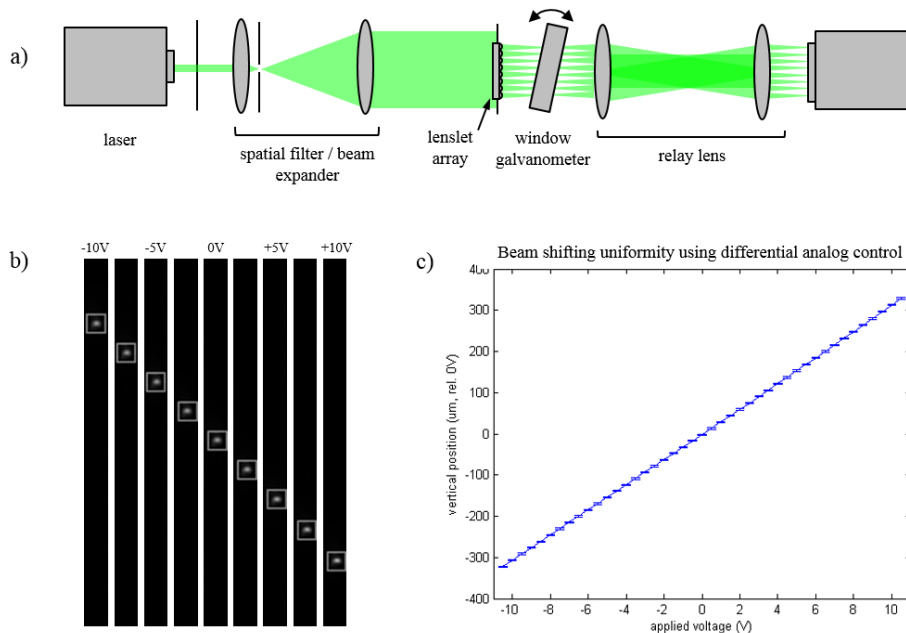 a)
laser
spatial filter / beam
expander
lenslet
array
window
galvanometer
relay lens
b)
-10V -5V 0V +5V +10V
c)
Beam shifting uniformity using differential analog control
400
300
200
100
0
-100
-200
-300
-400
vertical position (um, rel. 0V)
-10 -8 -6 -4 -2 0 2 4 6 8 10
applied voltage (V)